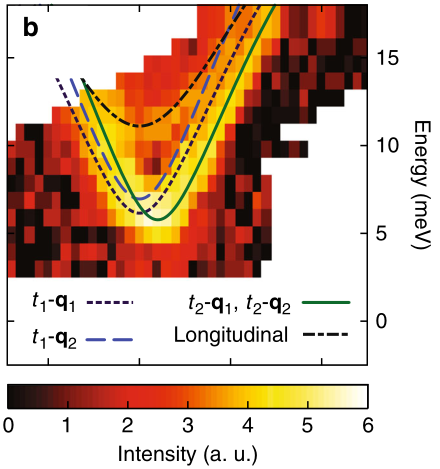 b
15
10
5
0
Energy (meV)
t₁-q₁
t₂-q₁, t₂-q₂
t₁-q₂
Longitudinal
0 1 2 3 4 5 6
Intensity (a. u.)